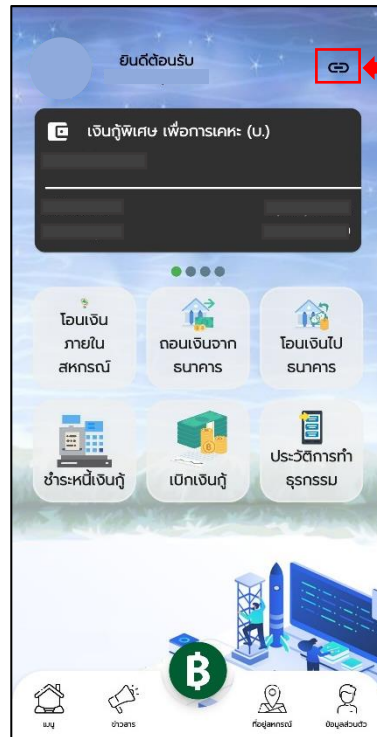 ยินดีต้อนรับ
เงินกู้พิเศษ เพื่อการเคหะ (บ.)
โอนเงิน
ภายใน
สหกรณ์
ถอนเงินจาก
ธนาคาร
โอนเงินไป
ธนาคาร
ชำระหนี้เงินกู้
เบิกเงินกู้
ประวัติการทำ
ธุรกรรม
เมนู
ข่าวสาร
ที่อยู่สหกรณ์
ข้อมูลส่วนตัว